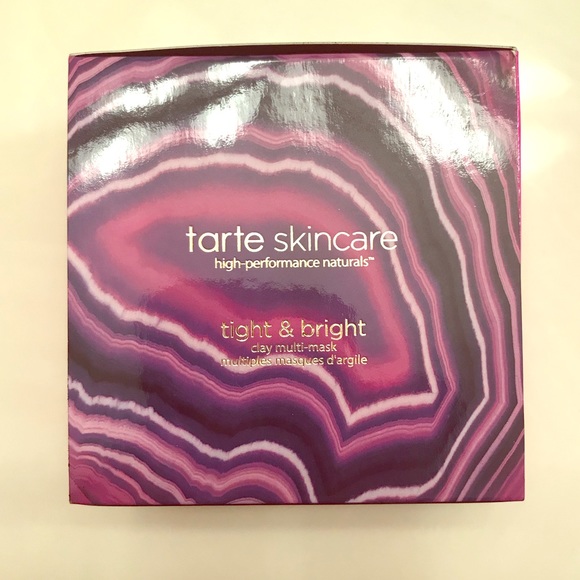 tarte skincare
high-performance naturals™
tight & bright
clay multi-mask
multiples masques d'argile